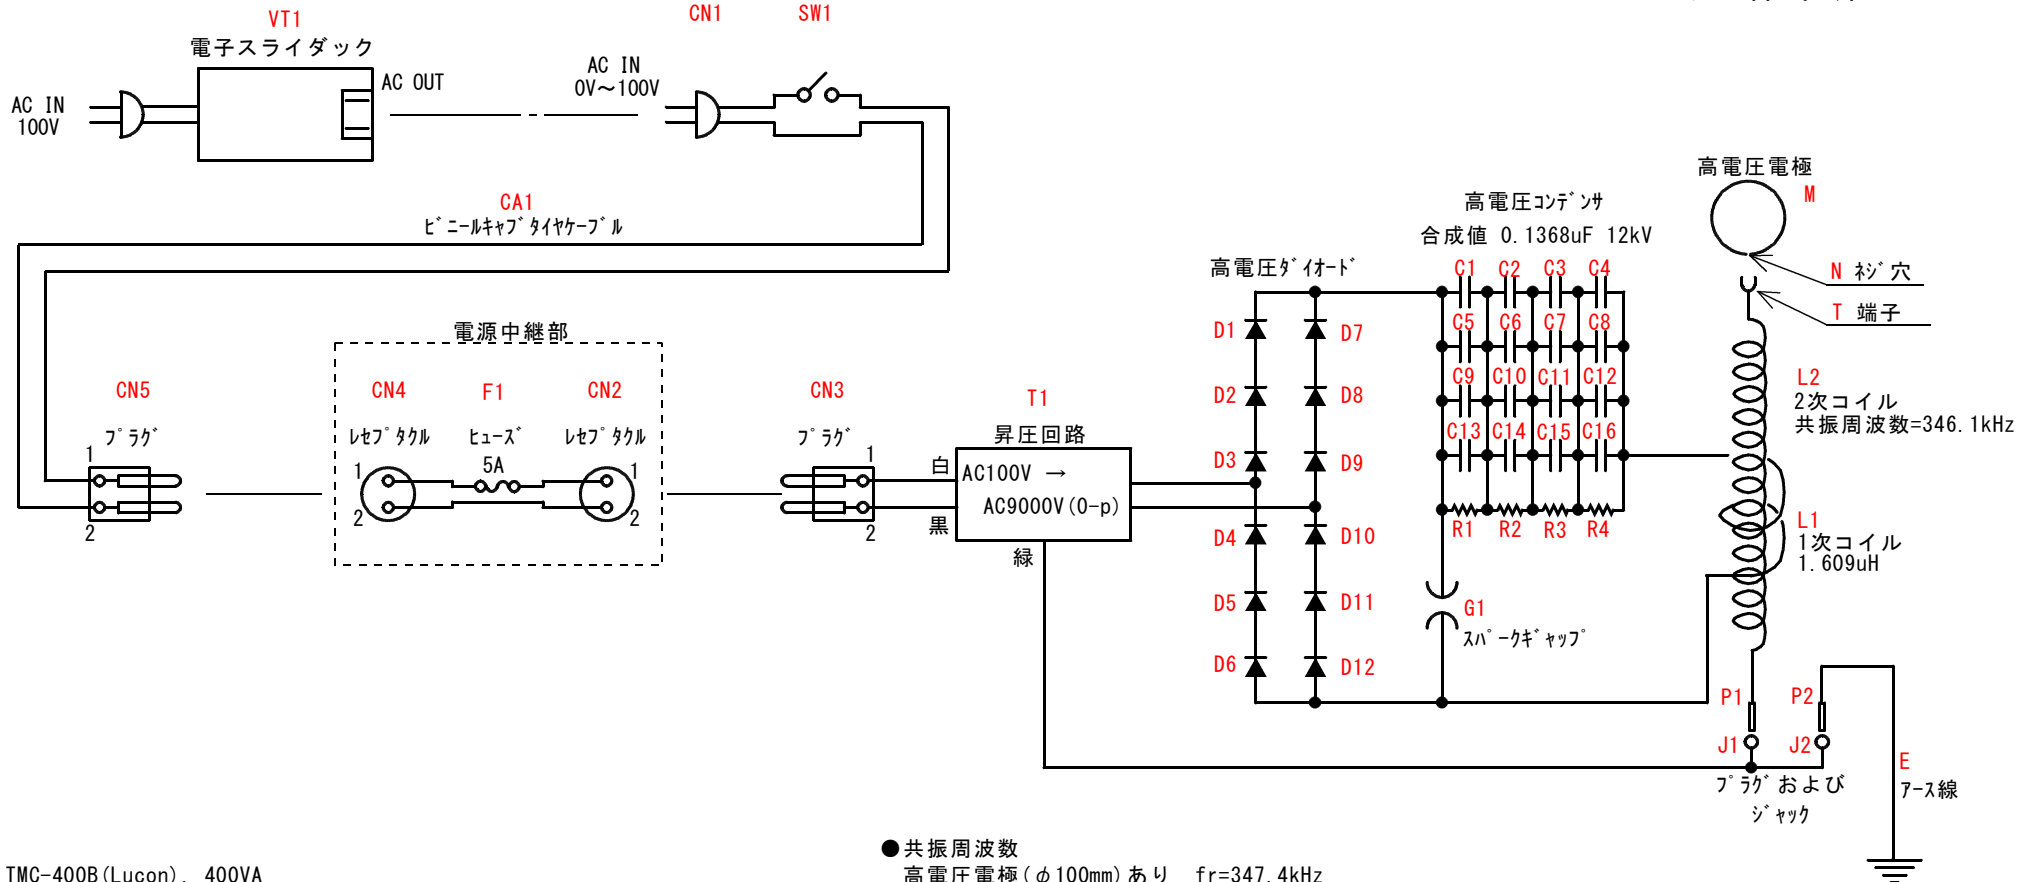 VT1
電子スライダック
AC IN
100V
AC OUT
CN1
SW1
AC IN
0V～100V
CA1
ﾋﾞﾆｰﾙｷｬﾌﾞﾀｲﾔｹｰﾌﾞﾙ
電源中継部
CN5
ﾌﾟﾗｸﾞ
1
2
CN4
ﾚｾﾌﾟﾀｸﾙ
1
2
F1
ﾋｭｰｽﾞ
5A
CN2
ﾚｾﾌﾟﾀｸﾙ
1
2
CN3
ﾌﾟﾗｸﾞ
1
2
白
黒
緑
T1
昇圧回路
AC100V →
AC9000V(0-p)
高電圧ﾀﾞｲｵｰﾄﾞ
D1
D2
D3
D4
D5
D6
D7
D8
D9
D10
D11
D12
高電圧ｺﾝﾃﾞﾝｻ
合成値 0.1368uF 12kV
C1 C2 C3 C4
C5 C6 C7 C8
C9 C10 C11 C12
C13 C14 C15 C16
R1 R2 R3 R4
G1
ｽﾊﾟｰｸｷﾞｬｯﾌﾟ
高電圧電極
M
N ﾈｼﾞ穴
T 端子
L2
2次コイル
共振周波数=346.1kHz
L1
1次コイル
1.609uH
P1 P2
J1 J2
ﾌﾟﾗｸﾞおよび
ｼﾞｬｯｸ
E
ｱｰｽ線
TMC-400B(Lucon), 400VA
●共振周波数
高電圧電極(φ100mm)あり fr=347.4kHz